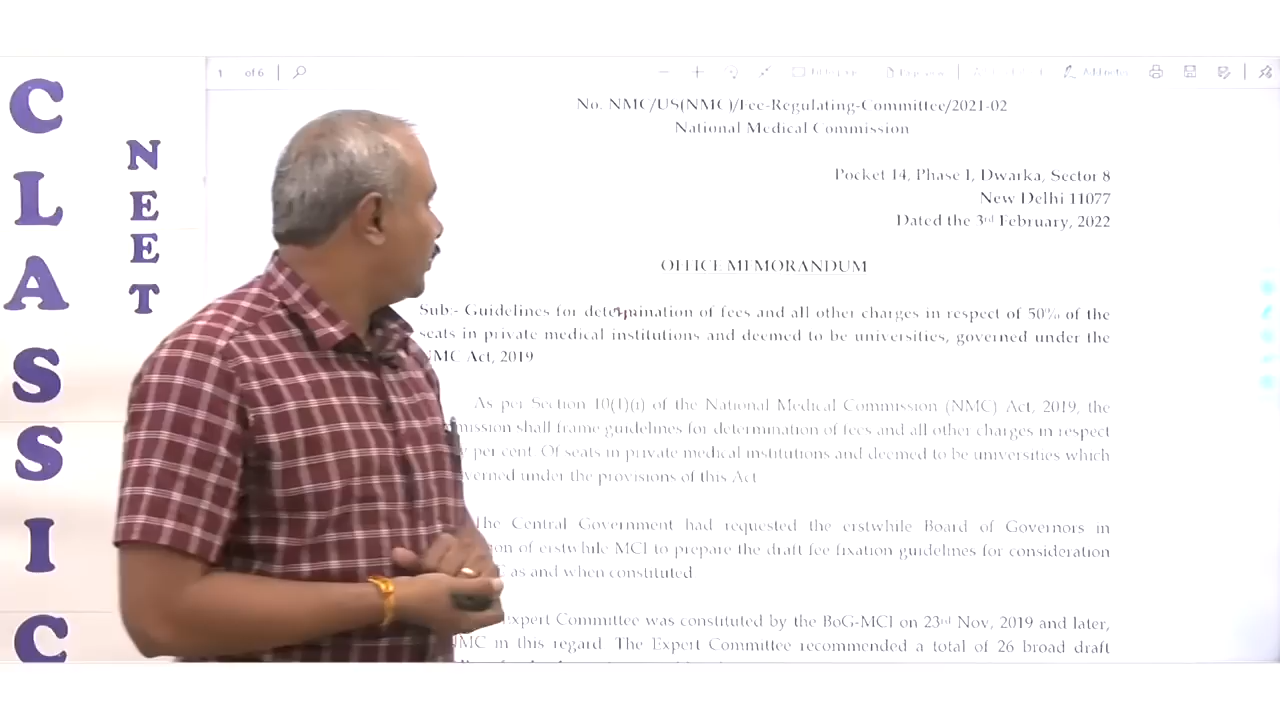 CLASSIC
NEET
1 of 6
No. NMC/US(NMC)/Fee-Regulating-Committee/2021-02
National Medical Commission
Pocket 14, Phase I, Dwarka, Sector 8
New Delhi 11077
Dated the 3rd February, 2022
OFFICE MEMORANDUM
Sub:- Guidelines for determination of fees and all other charges in respect of 50% of the
seats in private medical institutions and deemed to be universities, governed under the
NMC Act, 2019
As per Section 10(1)(i) of the National Medical Commission (NMC) Act, 2019, the
shall frame guidelines for determination of fees and all other charges in respect
per cent. Of seats in private medical institutions and deemed to be universities which
under the provisions of this Act
The Central Government had requested the erstwhile Board of Governors in
of erstwhile MCI to prepare the draft fee fixation guidelines for consideration
as and when constituted
Expert Committee was constituted by the BoG-MCI on 23rd Nov, 2019 and later,
in this regard The Expert Committee recommended a total of 26 broad draft